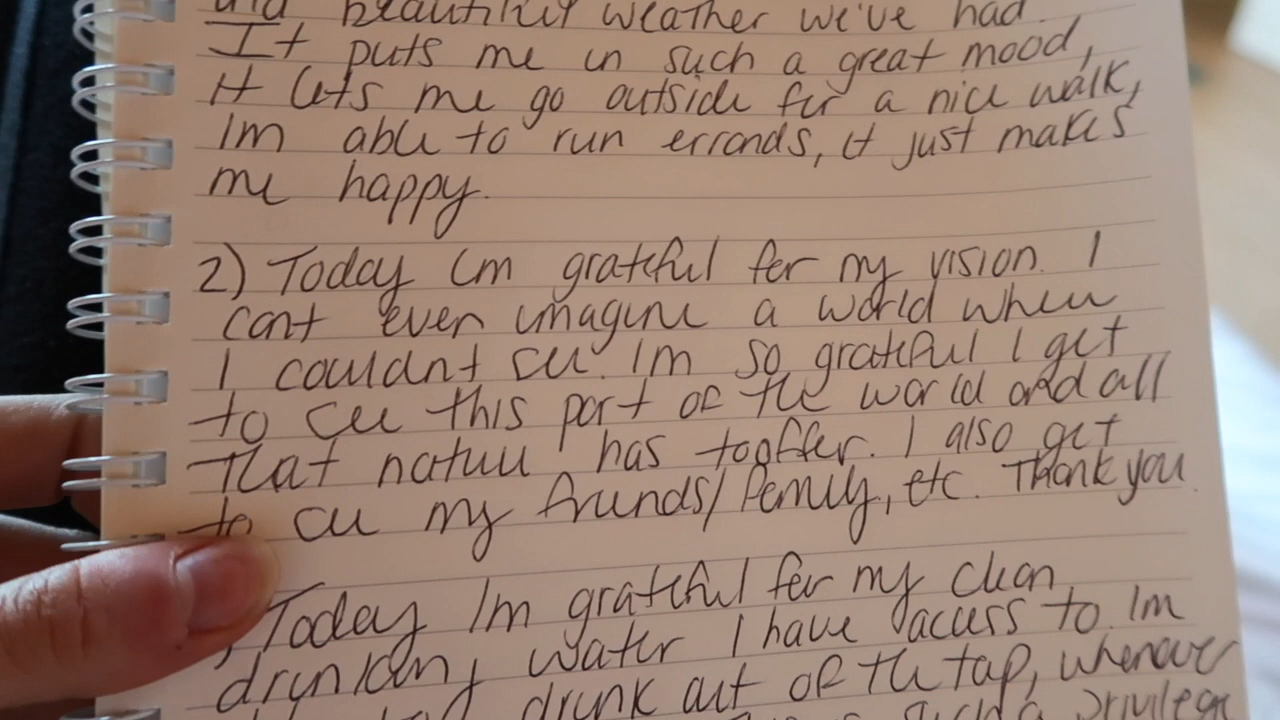 and beautiful weather we've had.
It puts me in such a great mood,
It lets me go outside for a nice walk,
Im able to run errands, it just makes
me happy.
2) Today Im grateful for my vision. I
cant even imagine a world where
I couldnt see. Im so grateful I get
to see this part of the world and all
that nature has to offer. I also get
to see my friends/family, etc. Thank you
Today Im grateful for my clean
drinking water I have access to. Im
drink out of the tap, whenever
such a privilege